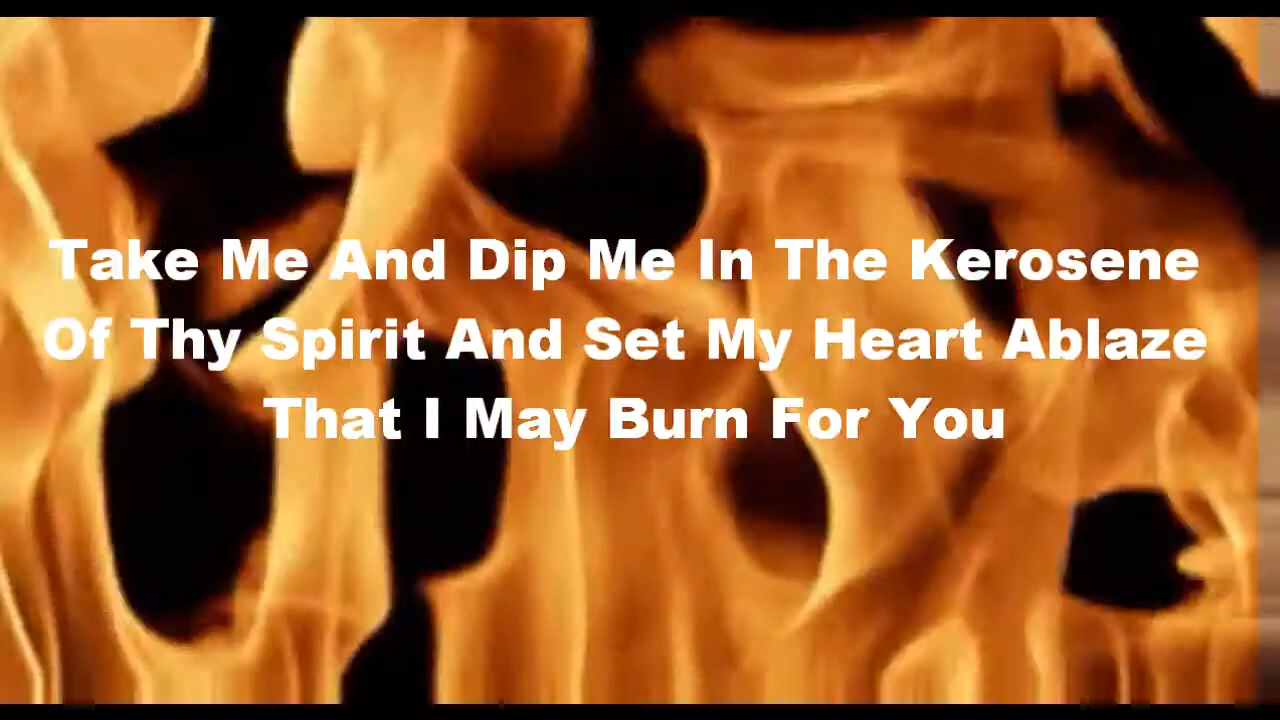 Take Me And Dip Me In The Kerosene
Of Thy Spirit And Set My Heart Ablaze
That I May Burn For You